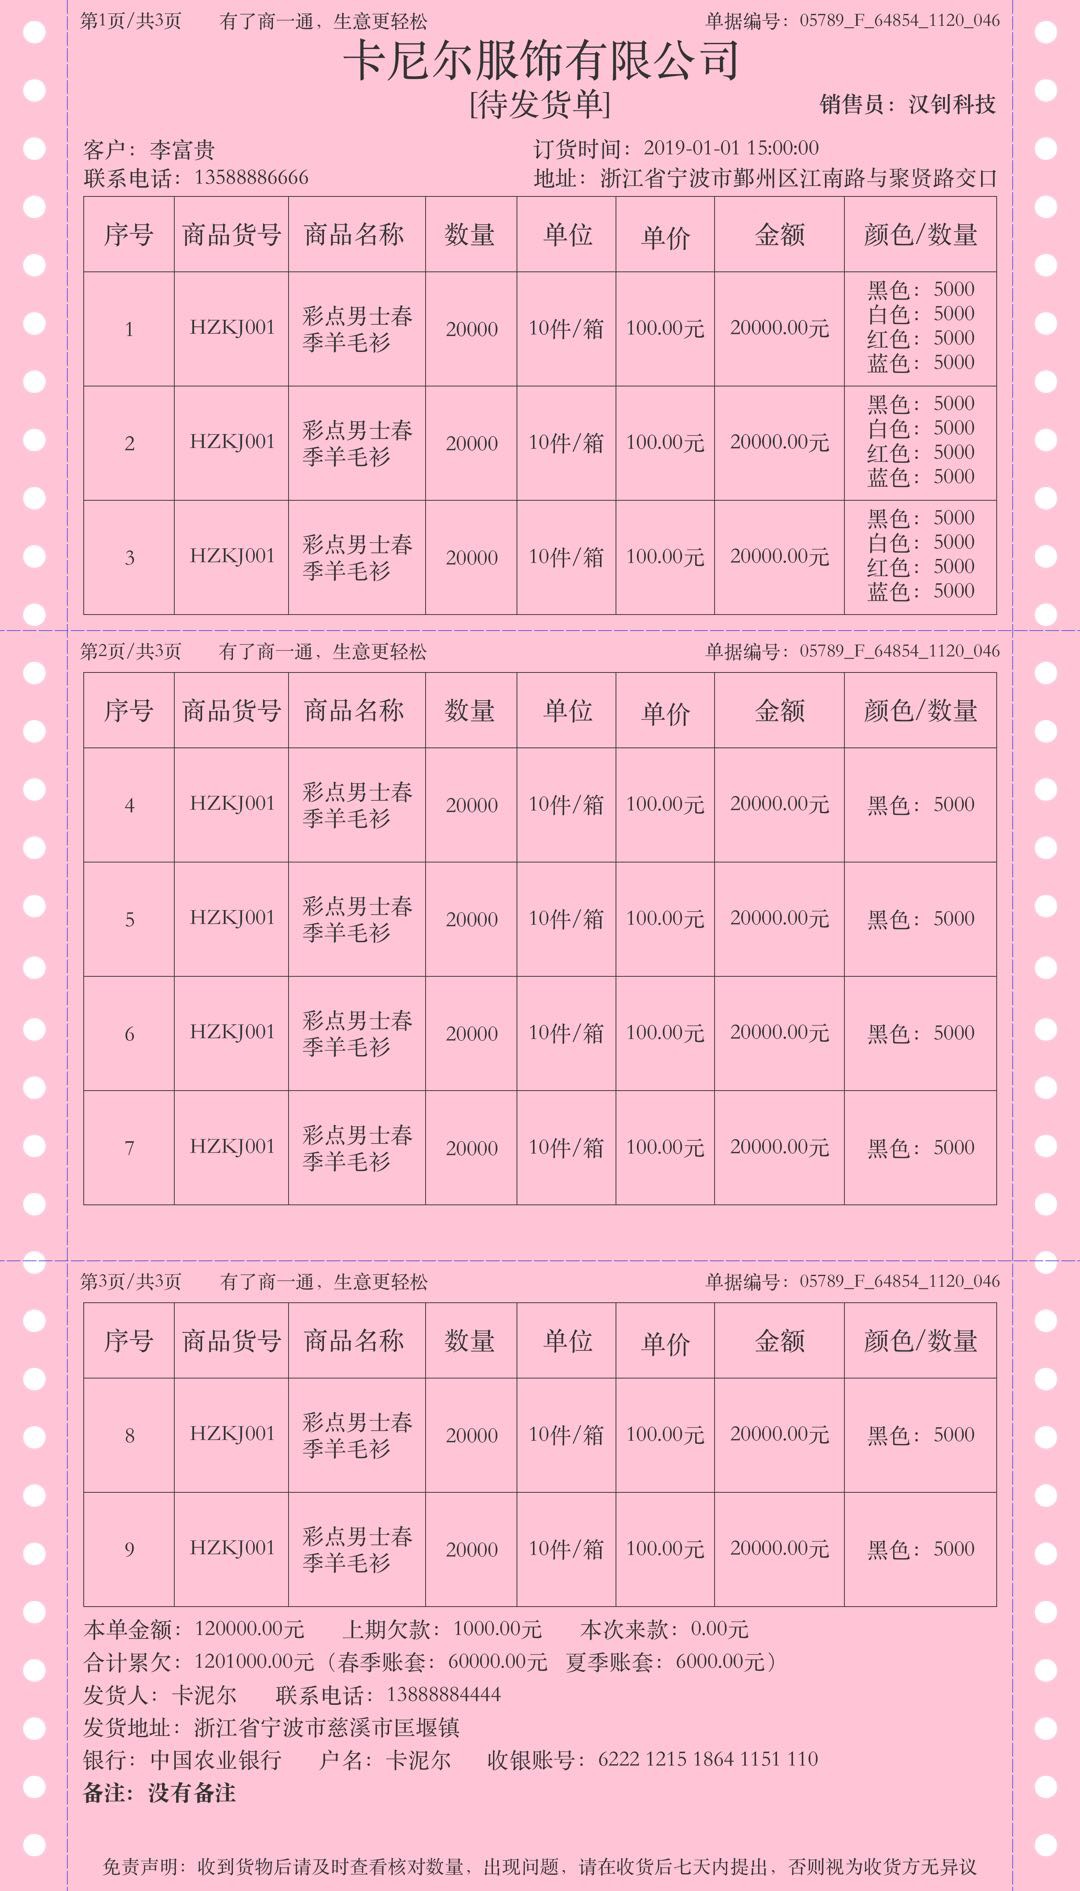 第1页/共3页 有了商一通，生意更轻松 单据编号：05789_F_64854_1120_046
卡尼尔服饰有限公司
[待发货单] 销售员：汉钊科技
客户：李富贵 订货时间：2019-01-01 15:00:00
联系电话：13588886666 地址：浙江省宁波市鄞州区江南路与聚贤路交口
序号 商品货号 商品名称 数量 单位 单价 金额 颜色/数量
1 HZKJ001 彩点男士春季羊毛衫 20000 10件/箱 100.00元 20000.00元 黑色：5000
白色：5000
红色：5000
蓝色：5000
2 HZKJ001 彩点男士春季羊毛衫 20000 10件/箱 100.00元 20000.00元 黑色：5000
白色：5000
红色：5000
蓝色：5000
3 HZKJ001 彩点男士春季羊毛衫 20000 10件/箱 100.00元 20000.00元 黑色：5000
白色：5000
红色：5000
蓝色：5000
第2页/共3页 有了商一通，生意更轻松 单据编号：05789_F_64854_1120_046
序号 商品货号 商品名称 数量 单位 单价 金额 颜色/数量
4 HZKJ001 彩点男士春季羊毛衫 20000 10件/箱 100.00元 20000.00元 黑色：5000
5 HZKJ001 彩点男士春季羊毛衫 20000 10件/箱 100.00元 20000.00元 黑色：5000
6 HZKJ001 彩点男士春季羊毛衫 20000 10件/箱 100.00元 20000.00元 黑色：5000
7 HZKJ001 彩点男士春季羊毛衫 20000 10件/箱 100.00元 20000.00元 黑色：5000
第3页/共3页 有了商一通，生意更轻松 单据编号：05789_F_64854_1120_046
序号 商品货号 商品名称 数量 单位 单价 金额 颜色/数量
8 HZKJ001 彩点男士春季羊毛衫 20000 10件/箱 100.00元 20000.00元 黑色：5000
9 HZKJ001 彩点男士春季羊毛衫 20000 10件/箱 100.00元 20000.00元 黑色：5000
本单金额：120000.00元 上期欠款：1000.00元 本次来款：0.00元
合计累欠：1201000.00元（春季账套：60000.00元 夏季账套：6000.00元）
发货人：卡泥尔 联系电话：13888884444
发货地址：浙江省宁波市慈溪市匡堰镇
银行：中国农业银行 户名：卡泥尔 收银账号：6222 1215 1864 1151 110
备注：没有备注
免责声明：收到货物后请及时查看核对数量，出现问题，请在收货后七天内提出，否则视为收货方无异议